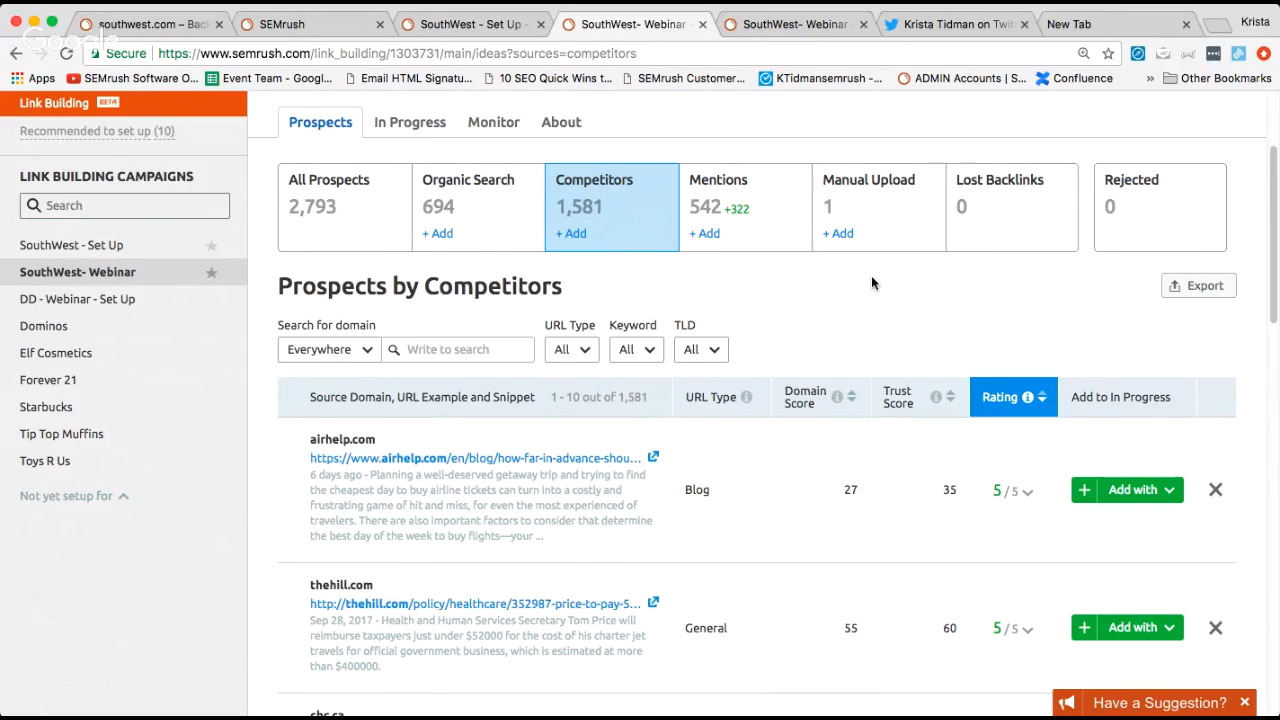 southwest.com – Bac
SEMrush
SouthWest - Set Up -
SouthWest- Webinar
SouthWest- Webinar
Krista Tidman on Twit
New Tab
Krista
Google
Secure
https://www.semrush.com/link_building/1303731/main/ideas?sources=competitors
Apps
SEMrush Software O...
Event Team - Googl...
Email HTML Signatu...
10 SEO Quick Wins t...
SEMrush Customer...
KTidmansemrush -...
ADMIN Accounts | S...
Confluence
»
Other Bookmarks
Link Building BETA
Recommended to set up (10)
LINK BUILDING CAMPAIGNS
Search
SouthWest - Set Up
SouthWest- Webinar
DD - Webinar - Set Up
Dominos
Elf Cosmetics
Forever 21
Starbucks
Tip Top Muffins
Toys R Us
Not yet setup for
Prospects
In Progress
Monitor
About
All Prospects
2,793
Organic Search
694
+ Add
Competitors
1,581
+ Add
Mentions
542 +322
+ Add
Manual Upload
1
+ Add
Lost Backlinks
0
Rejected
0
Prospects by Competitors
Export
Search for domain
Everywhere
Write to search
URL Type
All
Keyword
All
TLD
All
Source Domain, URL Example and Snippet 1 - 10 out of 1,581
URL Type
Domain
Score
Trust
Score
Rating
Add to In Progress
airhelp.com
https://www.airhelp.com/en/blog/how-far-in-advance-shou...
6 days ago - Planning a well-deserved getaway trip and trying to find
the cheapest day to buy airline tickets can turn into a costly and
frustrating game of hit and miss, for even the most experienced of
travelers. There are also important factors to consider that determine
the best day of the week to buy flights—your ...
Blog
27
35
5 / 5
+ Add with
thehill.com
http://thehill.com/policy/healthcare/352987-price-to-pay-5...
Sep 28, 2017 - Health and Human Services Secretary Tom Price will
reimburse taxpayers just under $52000 for the cost of his charter jet
travels for official government business, which is estimated at more
than $400000.
General
55
60
5 / 5
+ Add with
Have a Suggestion?